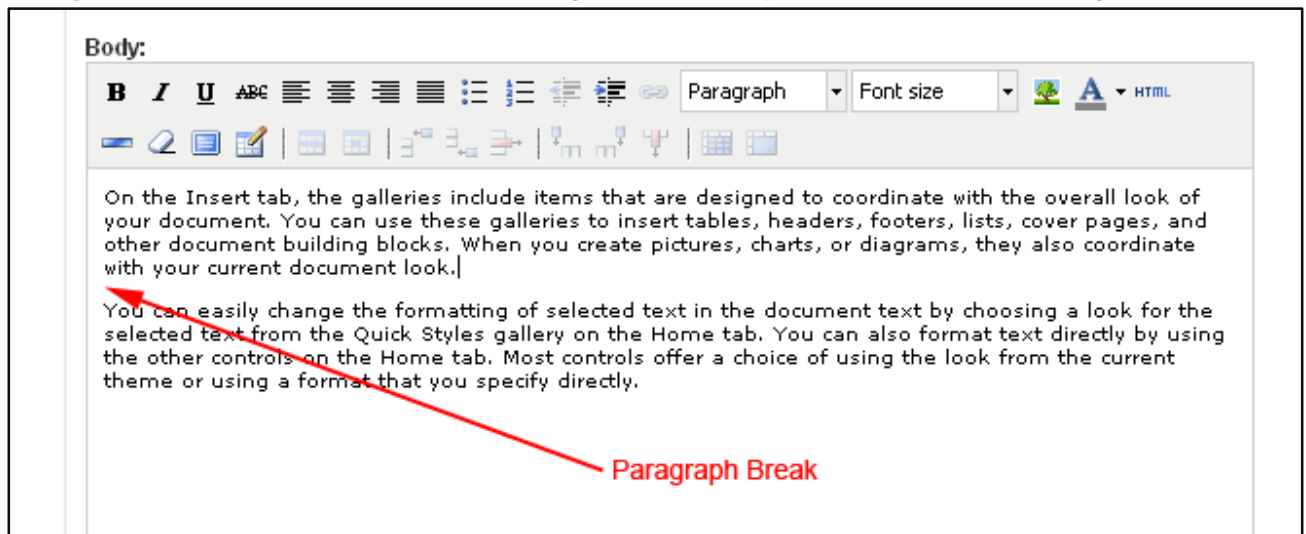 Body:
B I U ABC Paragraph Font size A HTML
On the Insert tab, the galleries include items that are designed to coordinate with the overall look of
your document. You can use these galleries to insert tables, headers, footers, lists, cover pages, and
other document building blocks. When you create pictures, charts, or diagrams, they also coordinate
with your current document look.
You can easily change the formatting of selected text in the document text by choosing a look for the
selected text from the Quick Styles gallery on the Home tab. You can also format text directly by using
the other controls on the Home tab. Most controls offer a choice of using the look from the current
theme or using a format that you specify directly.
Paragraph Break